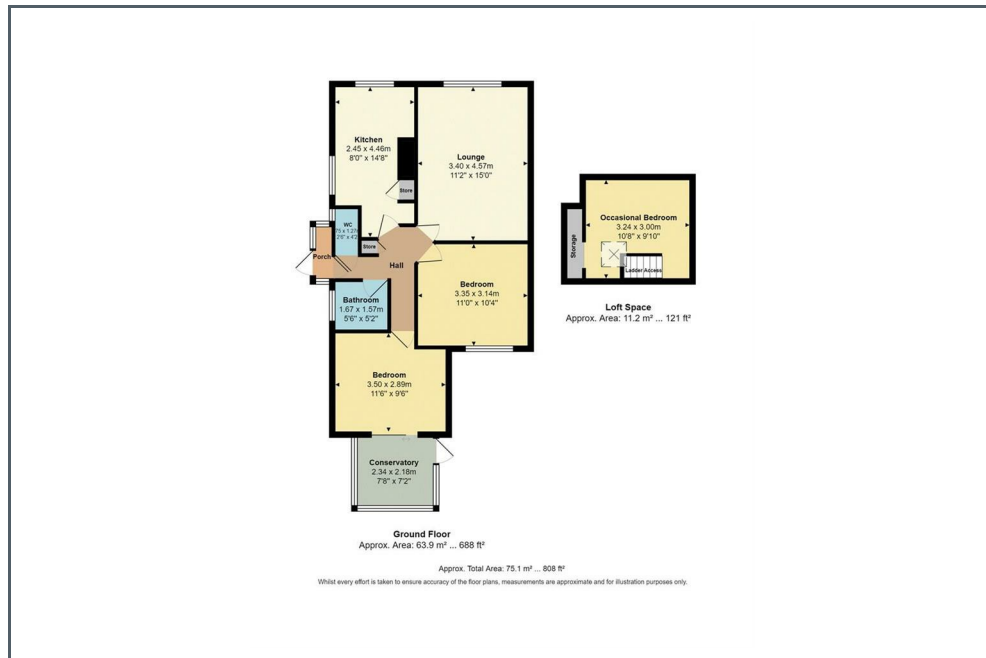 Kitchen
2.45 x 4.46m
8'0" x 14'8"
Lounge
3.40 x 4.57m
11'2" x 15'0"
Store
WC
Store
Porch
Hall
Bedroom
3.35 x 3.14m
11'0" x 10'4"
Bathroom
1.67 x 1.57m
5'6" x 5'2"
Bedroom
3.50 x 2.89m
11'6" x 9'6"
Conservatory
2.34 x 2.18m
7'8" x 7'2"
Ground Floor
Approx. Area: 63.9 m² ... 688 ft²
Occasional Bedroom
3.24 x 3.00m
10'8" x 9'10"
Storage
Ladder Access
Loft Space
Approx. Area: 11.2 m² ... 121 ft²
Approx. Total Area: 75.1 m² ... 808 ft²
Whilst every effort is taken to ensure accuracy of the floor plans, measurements are approximate and for illustration purposes only.